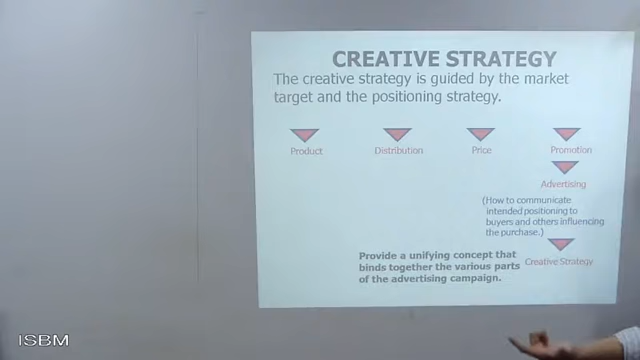 CREATIVE STRATEGY
The creative strategy is guided by the market
target and the positioning strategy.
Product Distribution Price Promotion
Advertising
(How to communicate
intended positioning to
buyers and others influencing
the purchase.)
Provide a unifying concept that
binds together the various parts
of the advertising campaign.
Creative Strategy
ISBM